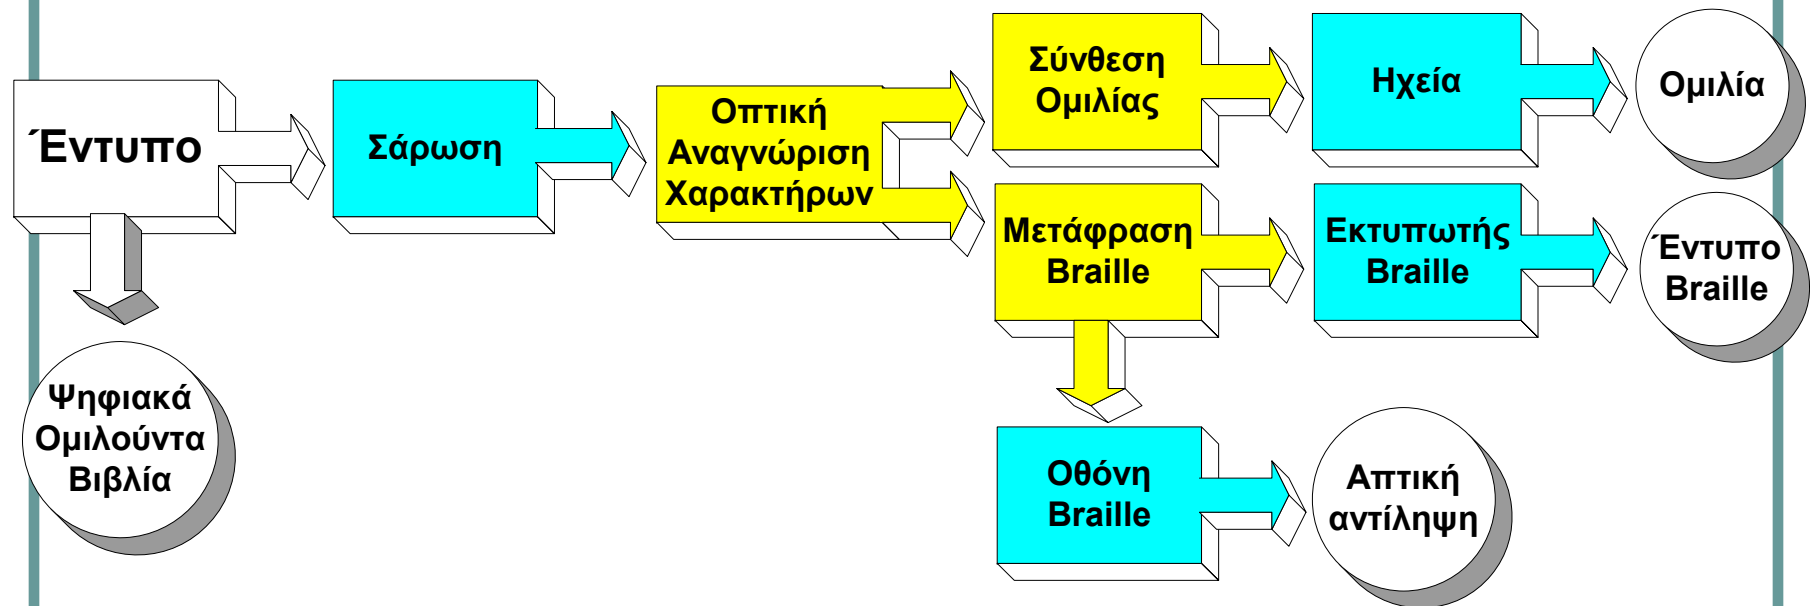 Έντυπο
Σάρωση
Οπτική
Αναγνώριση
Χαρακτήρων
Σύνθεση
Ομιλίας
Ηχεία
Ομιλία
Μετάφραση
Braille
Εκτυπωτής
Braille
Έντυπο
Braille
Ψηφιακά
Ομιλούντα
Βιβλία
Οθόνη
Braille
Απτική
αντίληψη